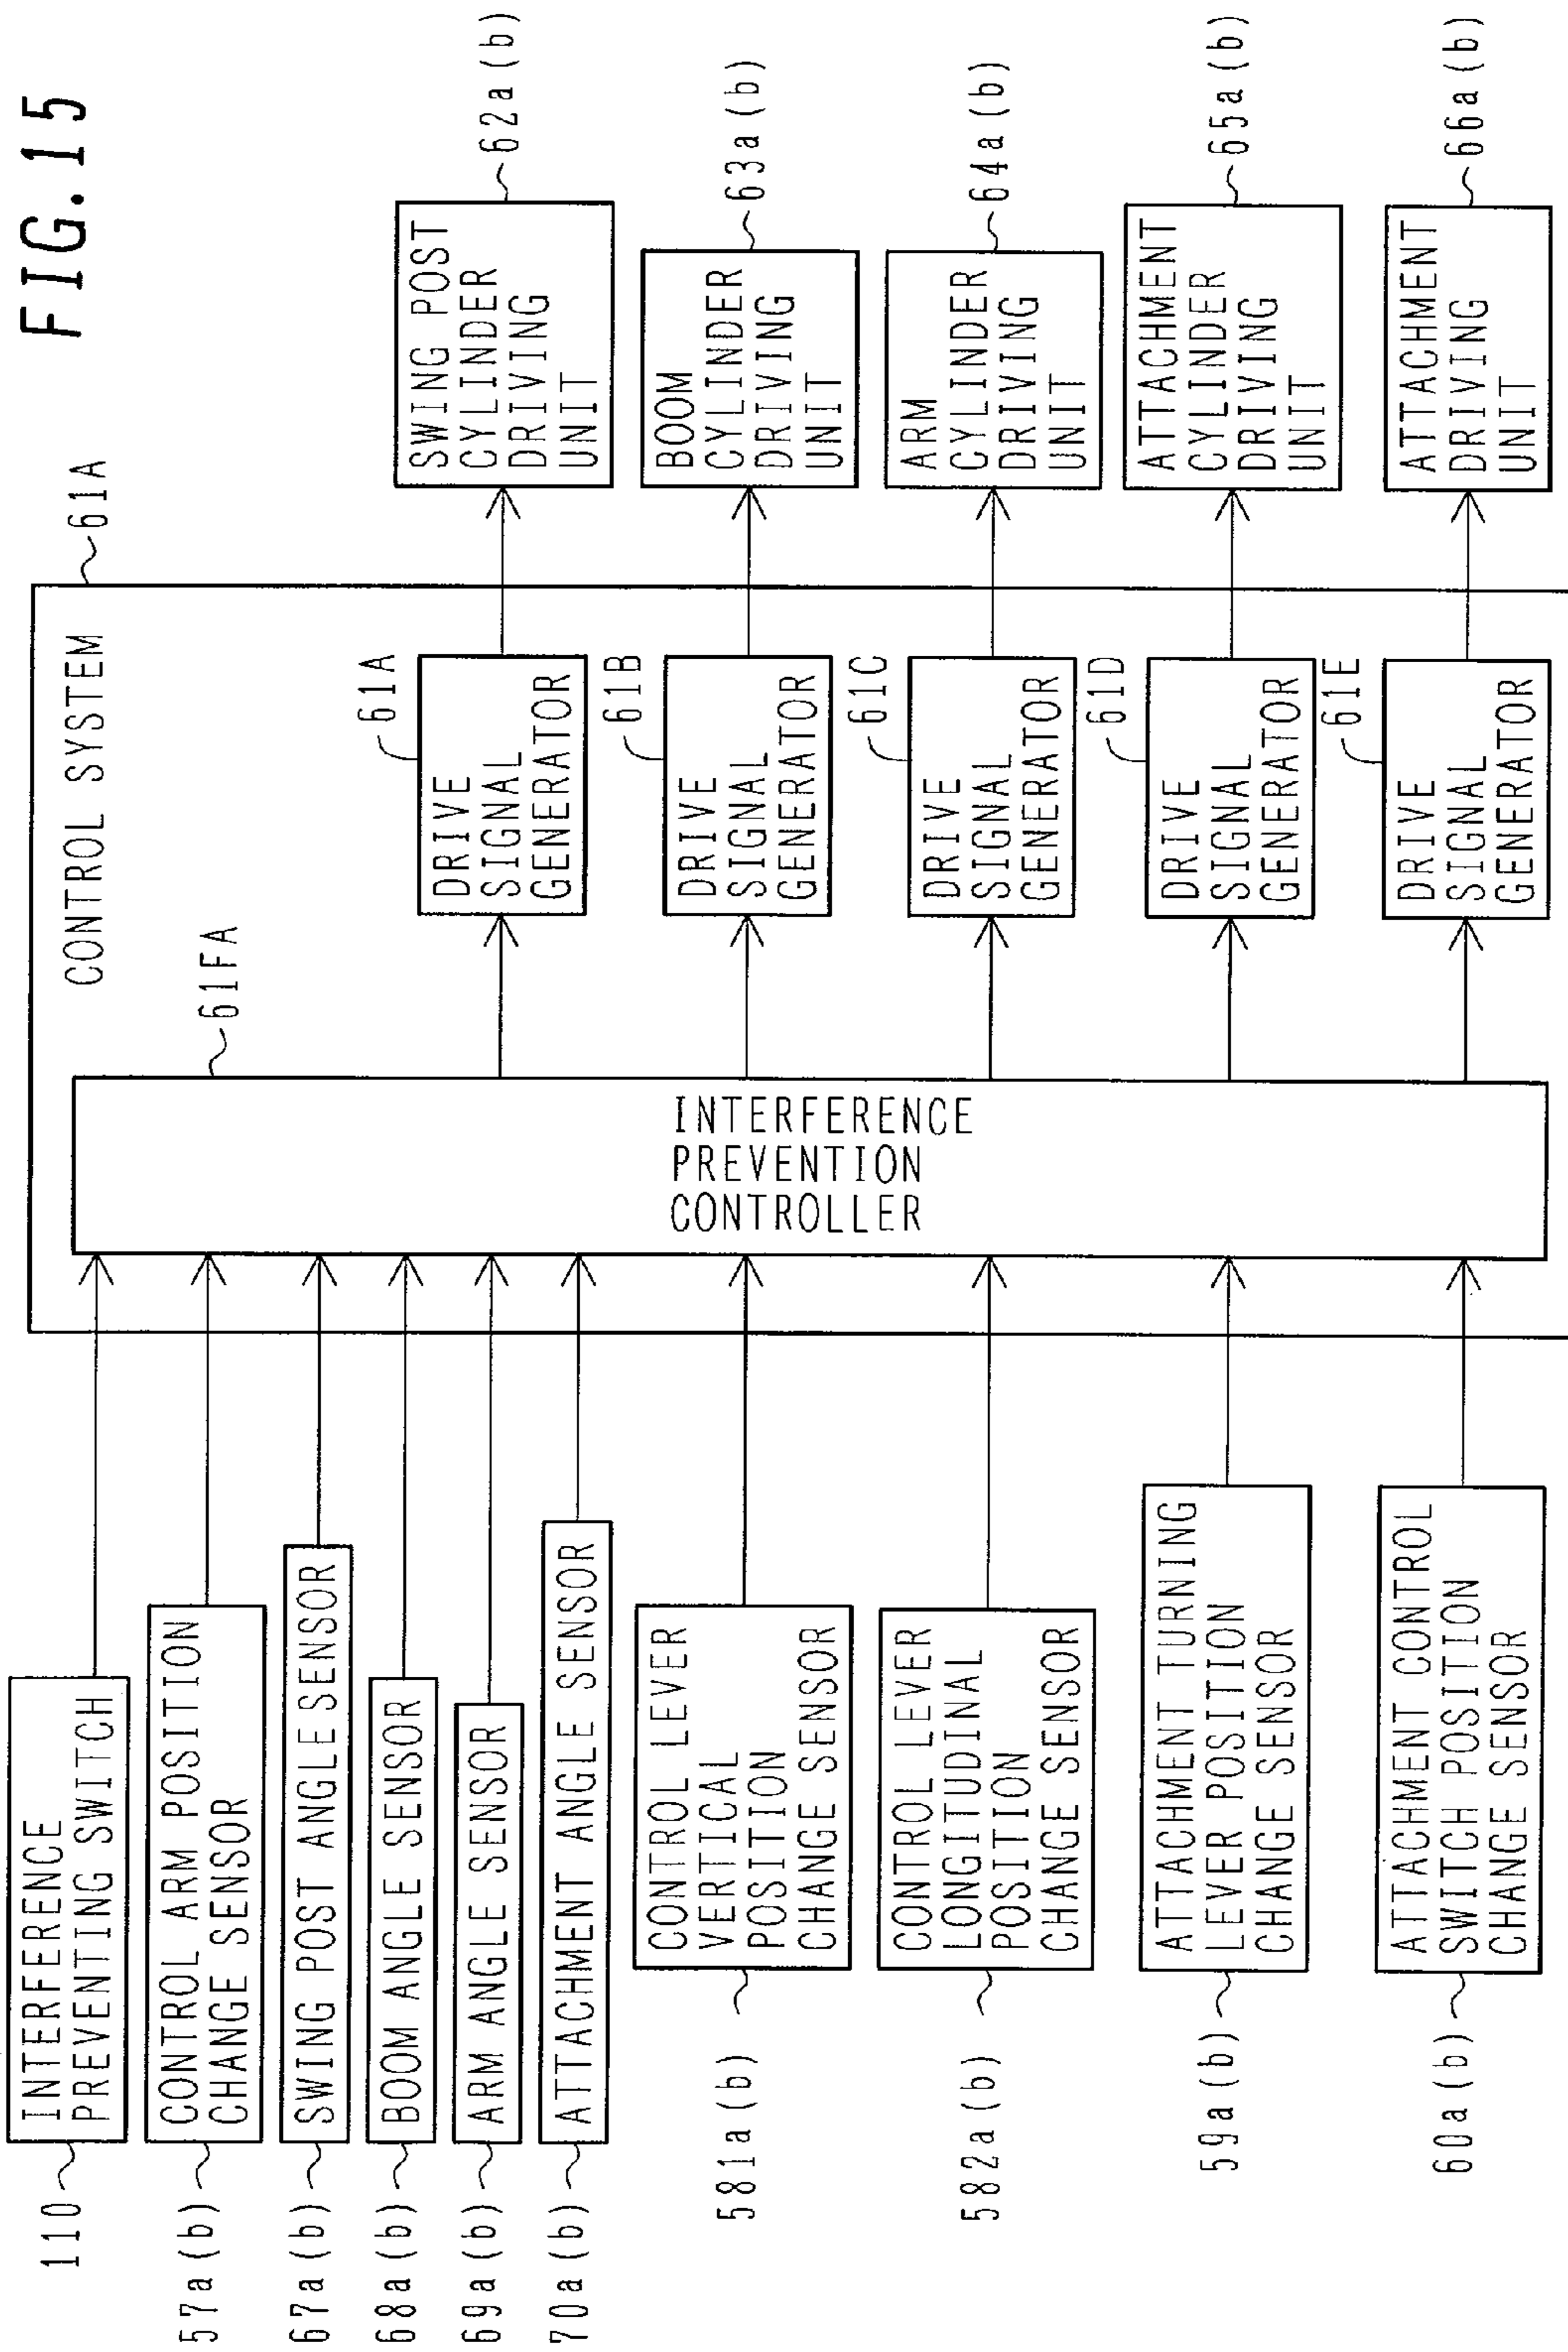 FIG.15
110
INTERFERENCE
PREVENTING SWITCH
57a(b)
CONTROL ARM POSITION
CHANGE SENSOR
67a(b)
SWING POST ANGLE SENSOR
68a(b)
BOOM ANGLE SENSOR
69a(b)
ARM ANGLE SENSOR
70a(b)
ATTACHMENT ANGLE SENSOR
581a(b)
CONTROL LEVER
VERTICAL
POSITION
CHANGE SENSOR
582a(b)
CONTROL LEVER
LONGITUDINAL
POSITION
CHANGE SENSOR
59a(b)
ATTACHMENT TURNING
LEVER POSITION
CHANGE SENSOR
60a(b)
ATTACHMENT CONTROL
SWITCH POSITION
CHANGE SENSOR
CONTROL SYSTEM
61A
61FA
INTERFERENCE
PREVENTION
CONTROLLER
61A
DRIVE
SIGNAL
GENERATOR
61B
DRIVE
SIGNAL
GENERATOR
61C
DRIVE
SIGNAL
GENERATOR
61D
DRIVE
SIGNAL
GENERATOR
61E
DRIVE
SIGNAL
GENERATOR
SWING POST
CYLINDER
DRIVING
UNIT
62a(b)
BOOM
CYLINDER
DRIVING
UNIT
63a(b)
ARM
CYLINDER
DRIVING
UNIT
64a(b)
ATTACHMENT
CYLINDER
DRIVING
UNIT
65a(b)
ATTACHMENT
DRIVING
UNIT
66a(b)